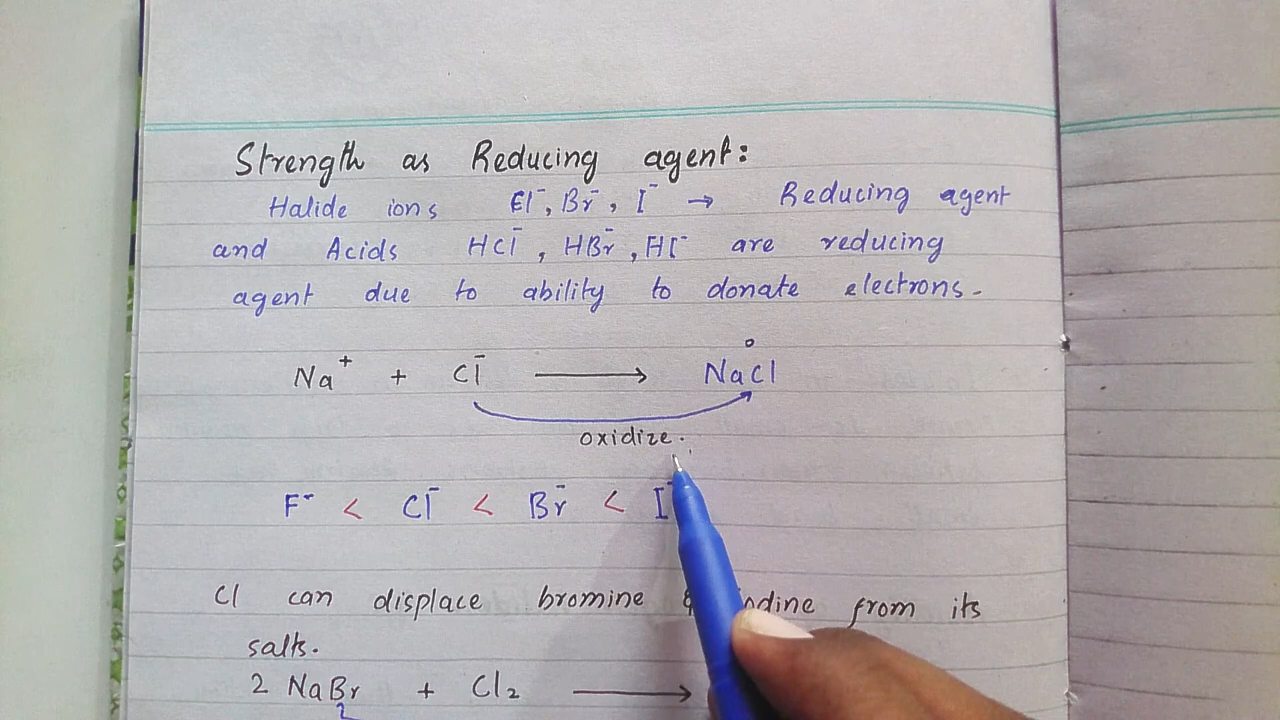 Strength as Reducing agent:
Halide ions Cl⁻, Br⁻, I⁻ → Reducing agent
and Acids HCl⁻, HBr⁻, HI⁻ are reducing
agent due to ability to donate electrons.
Na⁺ + Cl⁻ ⟶ NaCl⁰
oxidize.
F⁻ < Cl⁻ < Br⁻ < I⁻
Cl can displace bromine & iodine from its
salts.
2 NaBr + Cl₂ ⟶